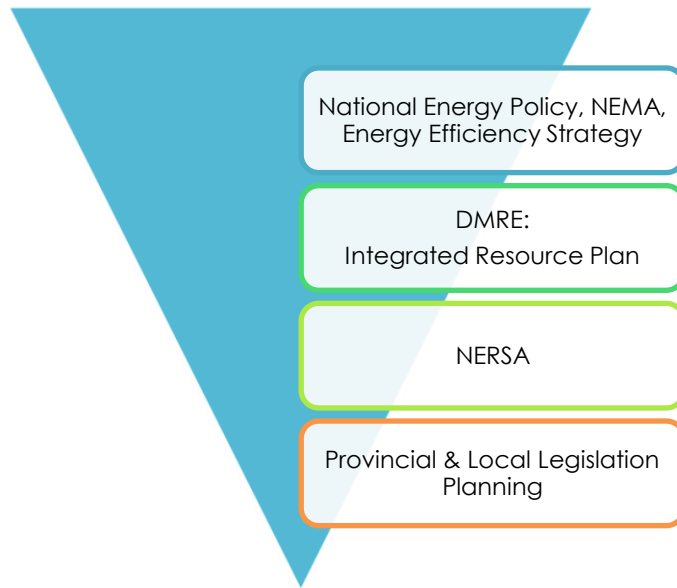 National Energy Policy, NEMA,
Energy Efficiency Strategy
DMRE:
Integrated Resource Plan
NERSA
Provincial & Local Legislation
Planning